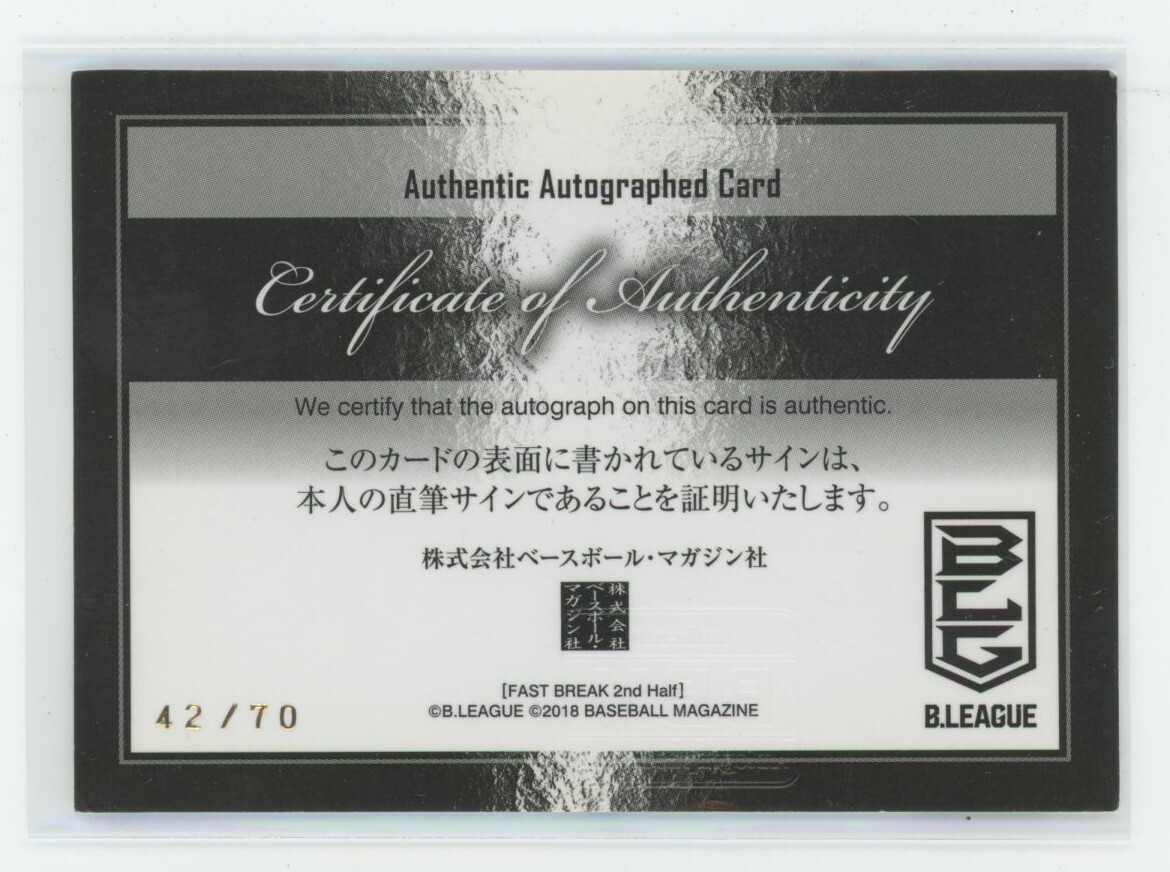 Authentic Autographed Card
Certificate of Authenticity
We certify that the autograph on this card is authentic.
このカードの表面に書かれているサインは、
本人の直筆サインであることを証明いたします。
株式会社ベースボール・マガジン社
株式会社
ベースボール・
マガジン社
BLG
B.LEAGUE
[FAST BREAK 2nd Half]
©B.LEAGUE ©2018 BASEBALL MAGAZINE
42/70